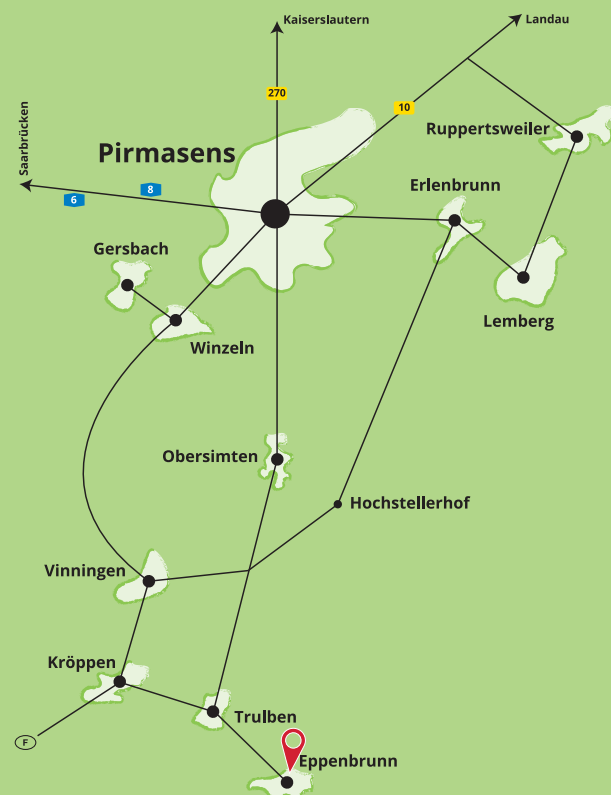 Kaiserslautern
Landau
270
10
Saarbrücken
Ruppertsweiler
Pirmasens
Erlenbrunn
8
6
Gersbach
Lemberg
Winzeln
Obersimten
Hochstellerhof
Vinningen
Kröppen
Trulben
F
Eppenbrunn